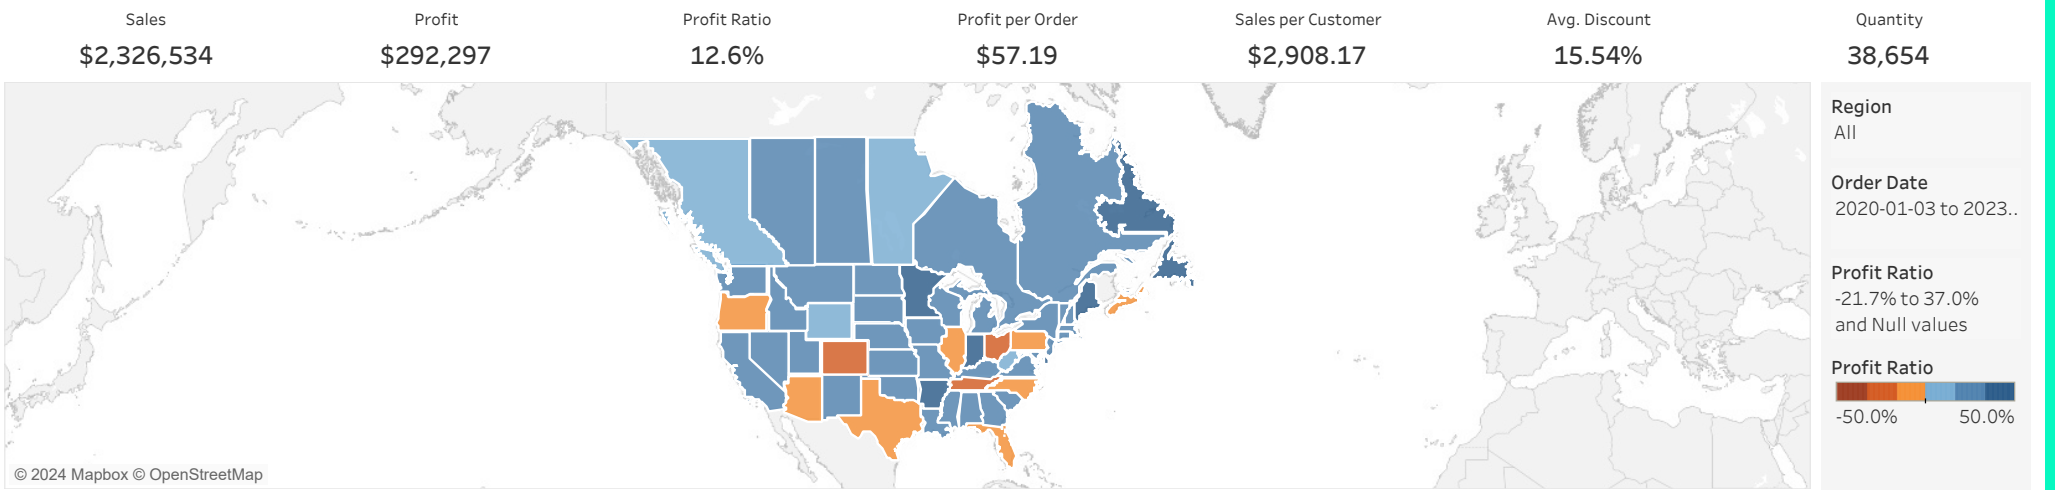 Sales
$2,326,534
Profit
$292,297
Profit Ratio
12.6%
Profit per Order
$57.19
Sales per Customer
$2,908.17
Avg. Discount
15.54%
Quantity
38,654
Region
All
Order Date
2020-01-03 to 2023..
Profit Ratio
-21.7% to 37.0%
and Null values
Profit Ratio
-50.0% 50.0%
© 2024 Mapbox © OpenStreetMap